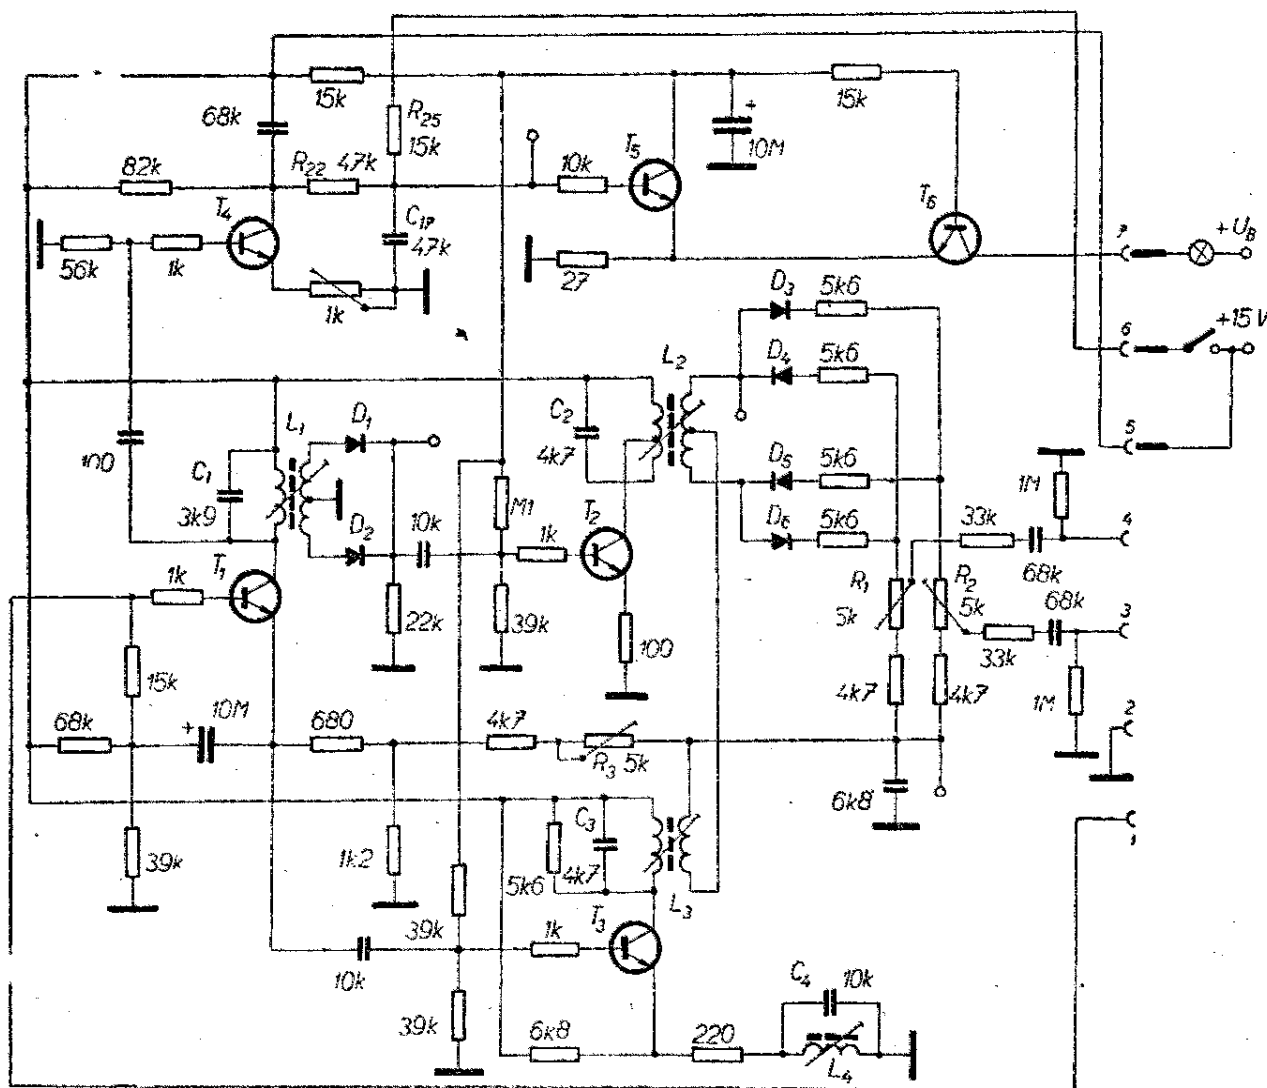 15k
68k
R25
15k
+
10M
15k
82k
R22 47k
10k
T5
T6
T4
C17
47k
7
+UB
56k
1k
1k
27
D3
5k6
6
+15V
L2
D4
5k6
C2
4k7
5
L1
D1
100
C1
3k9
D2
10k
M1
T2
1k
D5
5k6
1M
D6
5k6
33k
4
68k
T1
1k
22k
39k
100
R1
5k
R2
5k
68k
3
33k
15k
4k7
4k7
1M
68k
+
10M
680
4k7
R3 5k
2
6k8
39k
1k2
C3
5k6
4k7
L3
1
39k
T3
1k
10k
C4
10k
39k
6k8
220
L4